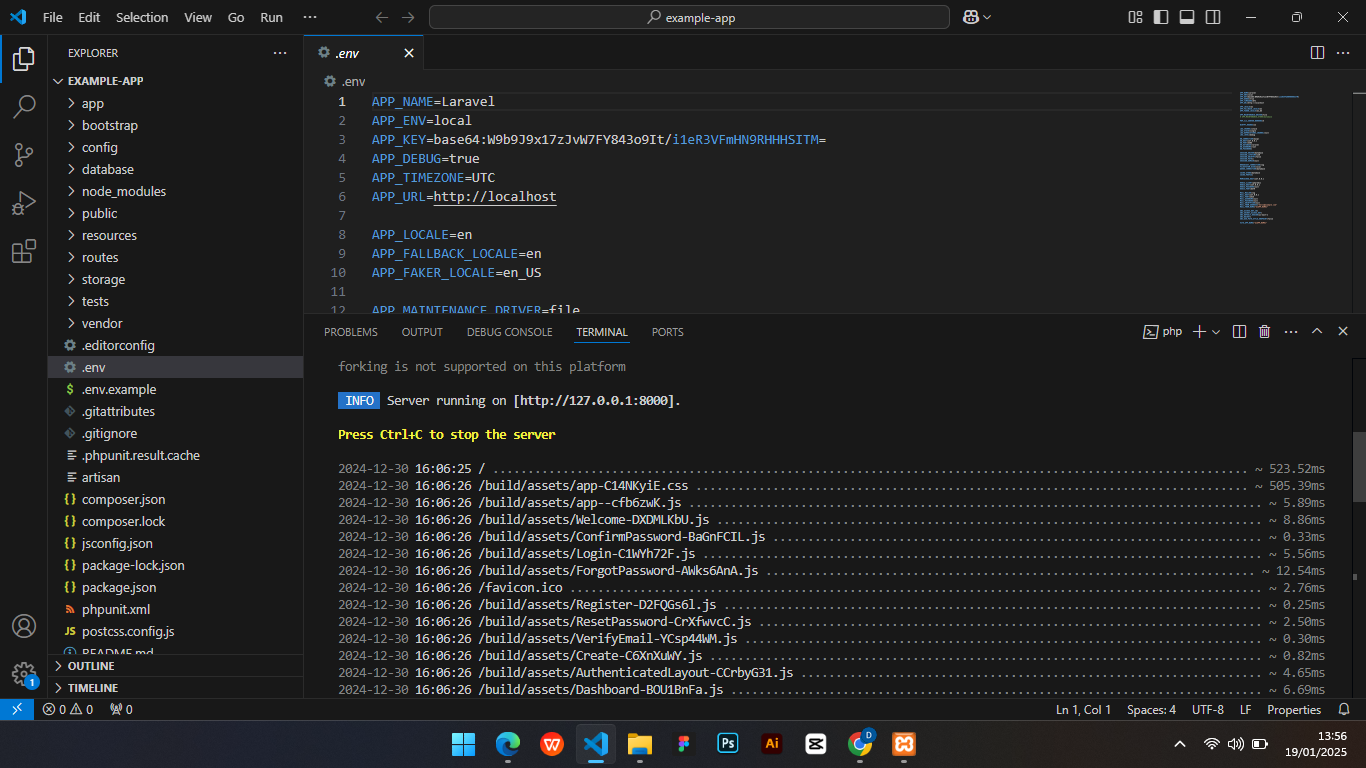 File Edit Selection View Go Run ···
example-app
EXPLORER
EXAMPLE-APP
app
bootstrap
config
database
node_modules
public
resources
routes
storage
tests
vendor
.editorconfig
.env
.env.example
.gitattributes
.gitignore
.phpunit.result.cache
artisan
composer.json
composer.lock
jsconfig.json
package-lock.json
package.json
phpunit.xml
postcss.config.js
README.md
OUTLINE
TIMELINE
.env
.env
1 APP_NAME=Laravel
2 APP_ENV=local
3 APP_KEY=base64:W9b9J9x17zJvW7FY843o9It/i1eR3VFmHN9RHHHSITM=
4 APP_DEBUG=true
5 APP_TIMEZONE=UTC
6 APP_URL=http://localhost
7
8 APP_LOCALE=en
9 APP_FALLBACK_LOCALE=en
10 APP_FAKER_LOCALE=en_US
11
12 APP_MAINTENANCE_DRIVER=file
PROBLEMS OUTPUT DEBUG CONSOLE TERMINAL PORTS
php
forking is not supported on this platform
INFO Server running on [http://127.0.0.1:8000].
Press Ctrl+C to stop the server
2024-12-30 16:06:25 / ........ ~ 523.52ms
2024-12-30 16:06:26 /build/assets/app-C14NKyiE.css ........ ~ 505.39ms
2024-12-30 16:06:26 /build/assets/app--cfb6zwK.js ........ ~ 5.89ms
2024-12-30 16:06:26 /build/assets/Welcome-DXDMLKbU.js ........ ~ 8.86ms
2024-12-30 16:06:26 /build/assets/ConfirmPassword-BaGnFCIL.js ........ ~ 0.33ms
2024-12-30 16:06:26 /build/assets/Login-C1WYh72F.js ........ ~ 5.56ms
2024-12-30 16:06:26 /build/assets/ForgotPassword-AWks6AnA.js ........ ~ 12.54ms
2024-12-30 16:06:26 /favicon.ico ........ ~ 2.76ms
2024-12-30 16:06:26 /build/assets/Register-D2FQGs6l.js ........ ~ 0.25ms
2024-12-30 16:06:26 /build/assets/ResetPassword-CrXfwvcC.js ........ ~ 2.50ms
2024-12-30 16:06:26 /build/assets/VerifyEmail-YCsp44WM.js ........ ~ 0.30ms
2024-12-30 16:06:26 /build/assets/Create-C6XnXuWY.js ........ ~ 0.82ms
2024-12-30 16:06:26 /build/assets/AuthenticatedLayout-CCrbyG31.js ........ ~ 4.65ms
2024-12-30 16:06:26 /build/assets/Dashboard-BOU1BnFa.js ........ ~ 6.69ms
1
0 0 0
Ln 1, Col 1 Spaces: 4 UTF-8 LF Properties
W Ps Ai D
13:56
19/01/2025